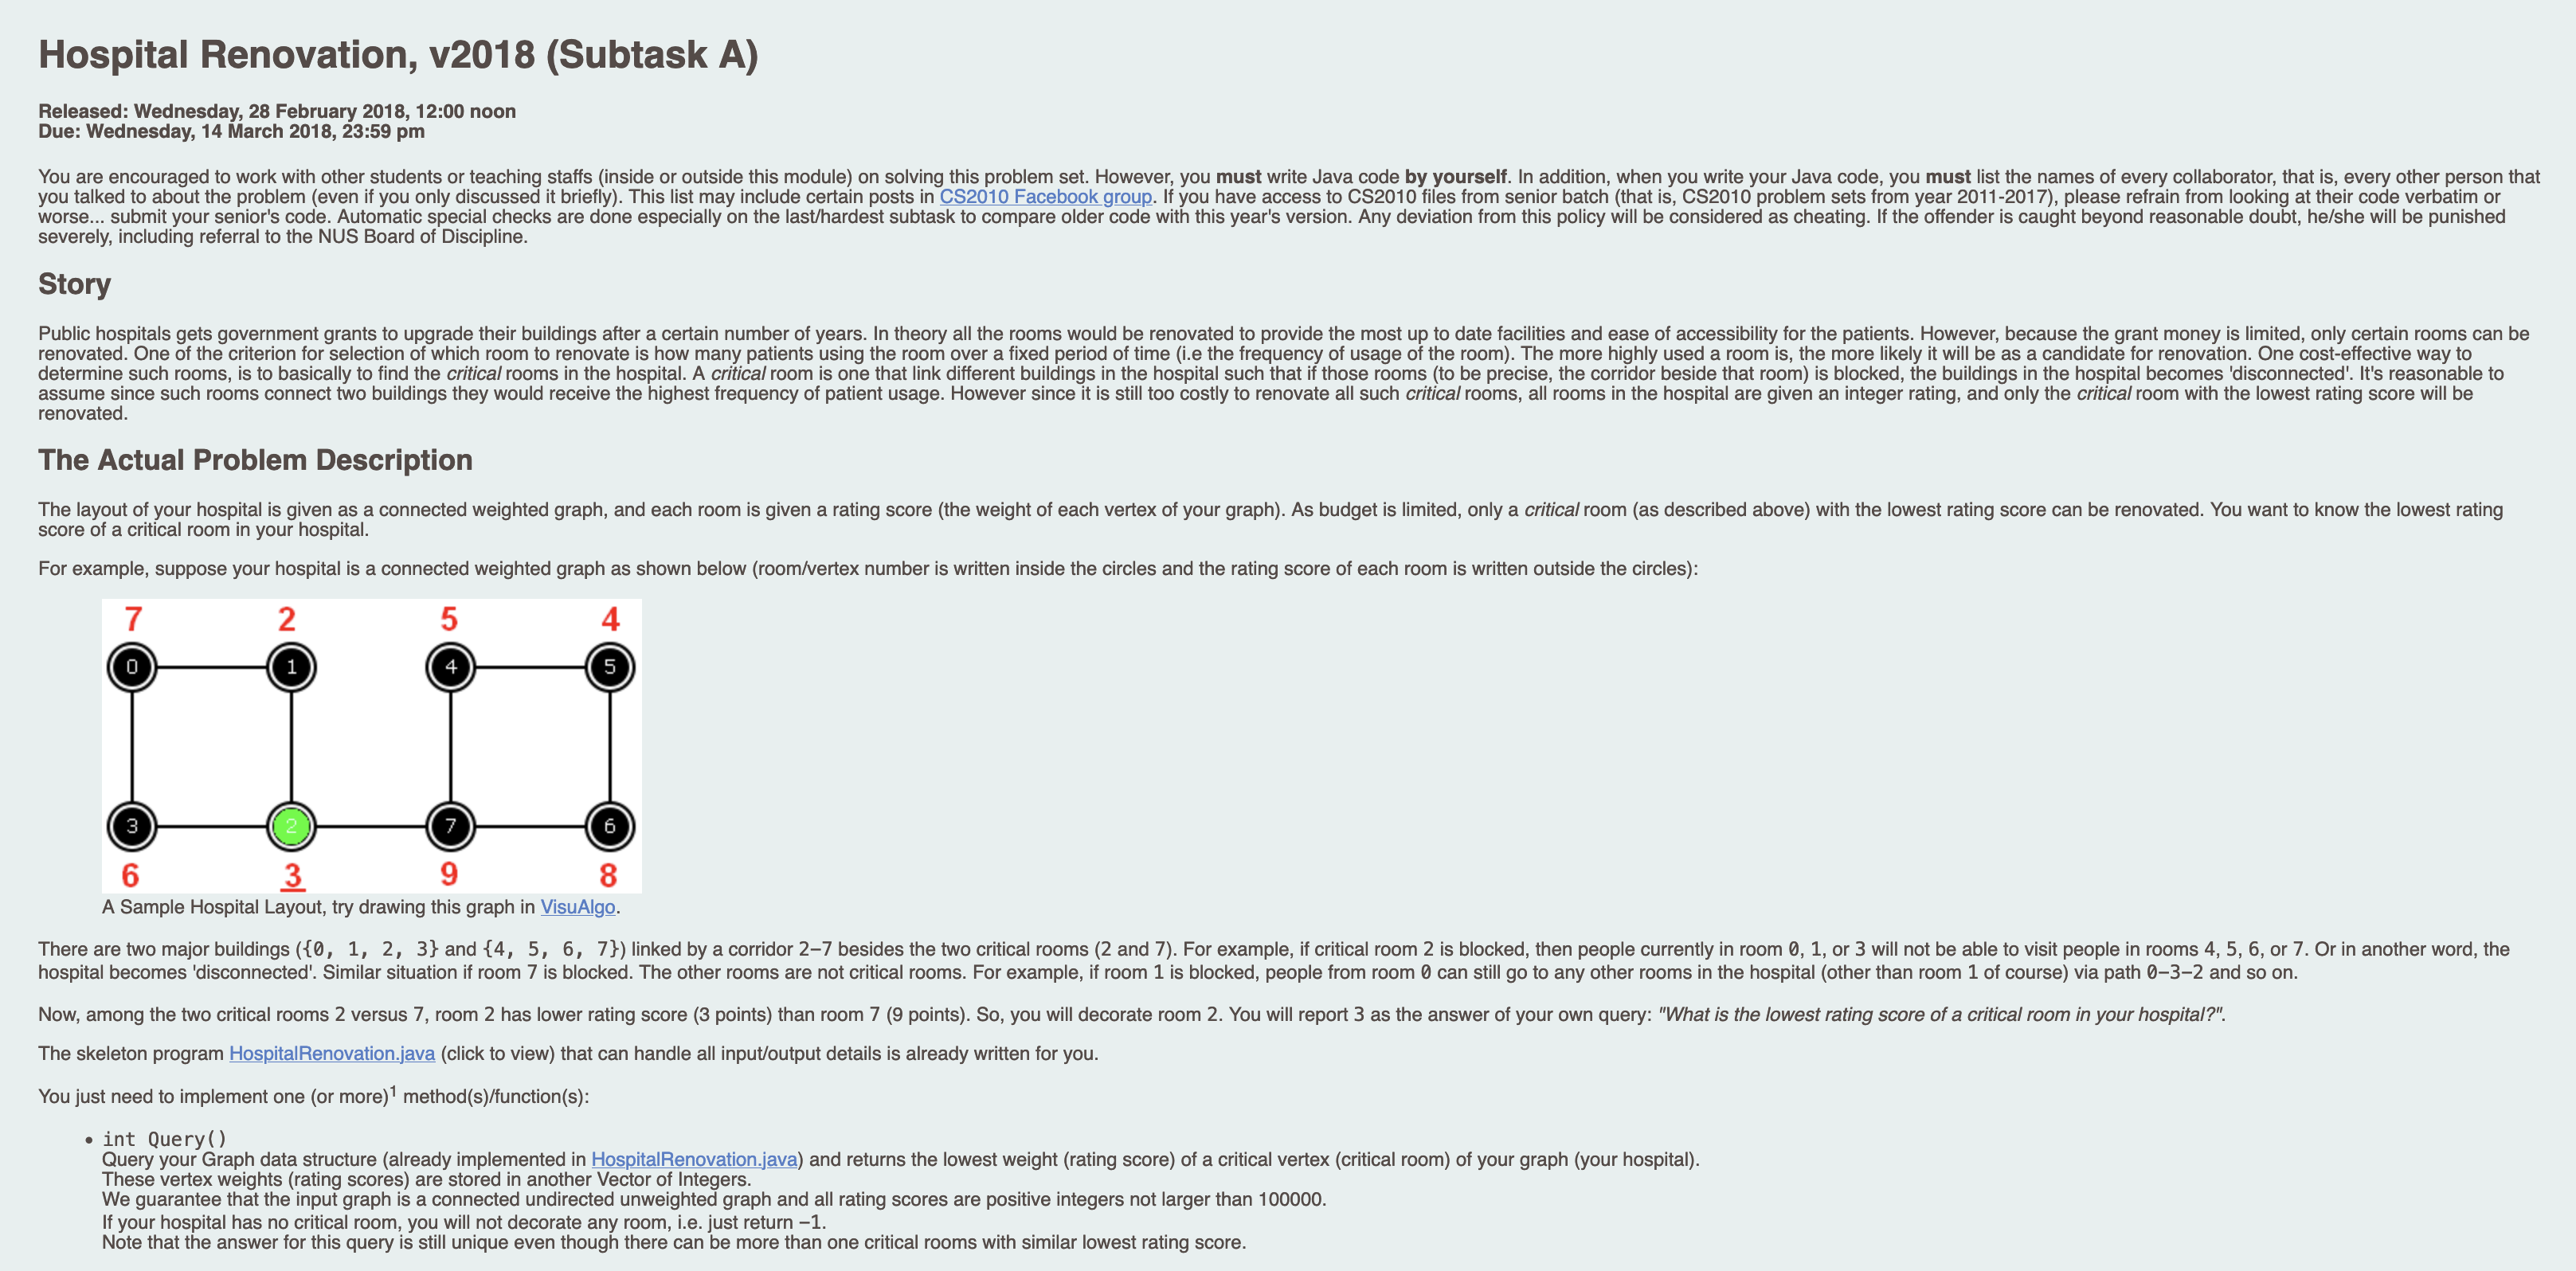 Hospital Renovation, v2018 (Subtask A)
Released: Wednesday, 28 February 2018, 12:00 noon
Due: Wednesday, 14 March 2018, 23:59 pm
You are encouraged to work with other students or teaching staffs (inside or outside this module) on solving this problem set. However, you must write Java code by yourself. In addition, when you write your Java code, you must list the names of every collaborator, that is, every other person that
you talked to about the problem (even if you only discussed it briefly). This list may include certain posts in CS2010 Facebook group. If you have access to CS2010 files from senior batch (that is, CS2010 problem sets from year 2011-2017), please refrain from looking at their code verbatim or
worse... submit your senior's code. Automatic special checks are done especially on the last/hardest subtask to compare older code with this year's version. Any deviation from this policy will be considered as cheating. If the offender is caught beyond reasonable doubt, he/she will be punished
severely, including referral to the NUS Board of Discipline.
Story
Public hospitals gets government grants to upgrade their buildings after a certain number of years. In theory all the rooms would be renovated to provide the most up to date facilities and ease of accessibility for the patients. However, because the grant money is limited, only certain rooms can be
renovated. One of the criterion for selection of which room to renovate is how many patients using the room over a fixed period of time (i.e the frequency of usage of the room). The more highly used a room is, the more likely it will be as a candidate for renovation. One cost-effective way to
determine such rooms, is to basically to find the critical rooms in the hospital. A critical room is one that link different buildings in the hospital such that if those rooms (to be precise, the corridor beside that room) is blocked, the buildings in the hospital becomes 'disconnected'. It's reasonable to
assume since such rooms connect two buildings they would receive the highest frequency of patient usage. However since it is still too costly to renovate all such critical rooms, all rooms in the hospital are given an integer rating, and only the critical room with the lowest rating score will be
renovated.
The Actual Problem Description
The layout of your hospital is given as a connected weighted graph, and each room is given a rating score (the weight of each vertex of your graph). As budget is limited, only a critical room (as described above) with the lowest rating score can be renovated. You want to know the lowest rating
score of a critical room in your hospital.
For example, suppose your hospital is a connected weighted graph as shown below (room/vertex number is written inside the circles and the rating score of each room is written outside the circles):
7 2 5 4
0 1 4 5
3 2 7 6
6 3 9 8
A Sample Hospital Layout, try drawing this graph in VisuAlgo.
There are two major buildings ({0, 1, 2, 3} and {4, 5, 6, 7}) linked by a corridor 2-7 besides the two critical rooms (2 and 7). For example, if critical room 2 is blocked, then people currently in room 0, 1, or 3 will not be able to visit people in rooms 4, 5, 6, or 7. Or in another word, the
hospital becomes 'disconnected'. Similar situation if room 7 is blocked. The other rooms are not critical rooms. For example, if room 1 is blocked, people from room 0 can still go to any other rooms in the hospital (other than room 1 of course) via path 0-3-2 and so on.
Now, among the two critical rooms 2 versus 7, room 2 has lower rating score (3 points) than room 7 (9 points). So, you will decorate room 2. You will report 3 as the answer of your own query: "What is the lowest rating score of a critical room in your hospital?".
The skeleton program HospitalRenovation.java (click to view) that can handle all input/output details is already written for you.
You just need to implement one (or more)1 method(s)/function(s):
• int Query()
Query your Graph data structure (already implemented in HospitalRenovation.java) and returns the lowest weight (rating score) of a critical vertex (critical room) of your graph (your hospital).
These vertex weights (rating scores) are stored in another Vector of Integers.
We guarantee that the input graph is a connected undirected unweighted graph and all rating scores are positive integers not larger than 100000.
If your hospital has no critical room, you will not decorate any room, i.e. just return -1.
Note that the answer for this query is still unique even though there can be more than one critical rooms with similar lowest rating score.